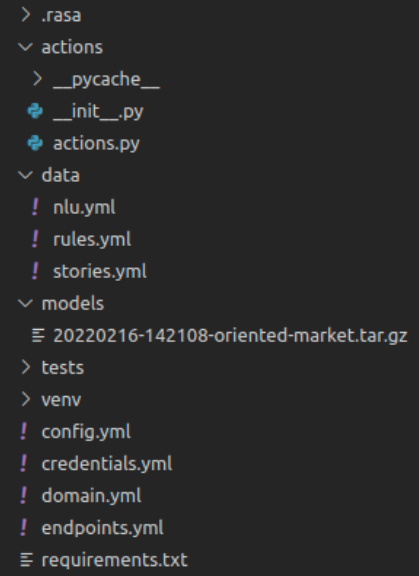 .rasa
actions
__pycache__
__init__.py
actions.py
data
! nlu.yml
! rules.yml
! stories.yml
models
20220216-142108-oriented-market.tar.gz
tests
venv
! config.yml
! credentials.yml
! domain.yml
! endpoints.yml
requirements.txt